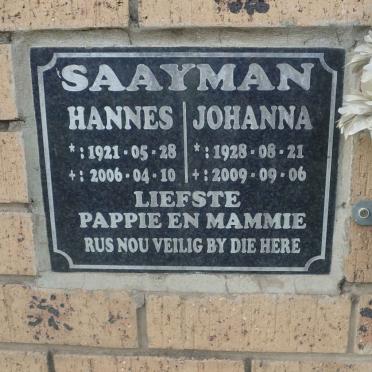 SAAYMAN
HANNES JOHANNA
*: 1921 - 05 - 28 *: 1928 - 08 - 21
+: 2006 - 04 - 10 +: 2009 - 09 - 06
LIEFSTE
PAPPIE EN MAMMIE
RUS NOU VEILIG BY DIE HERE